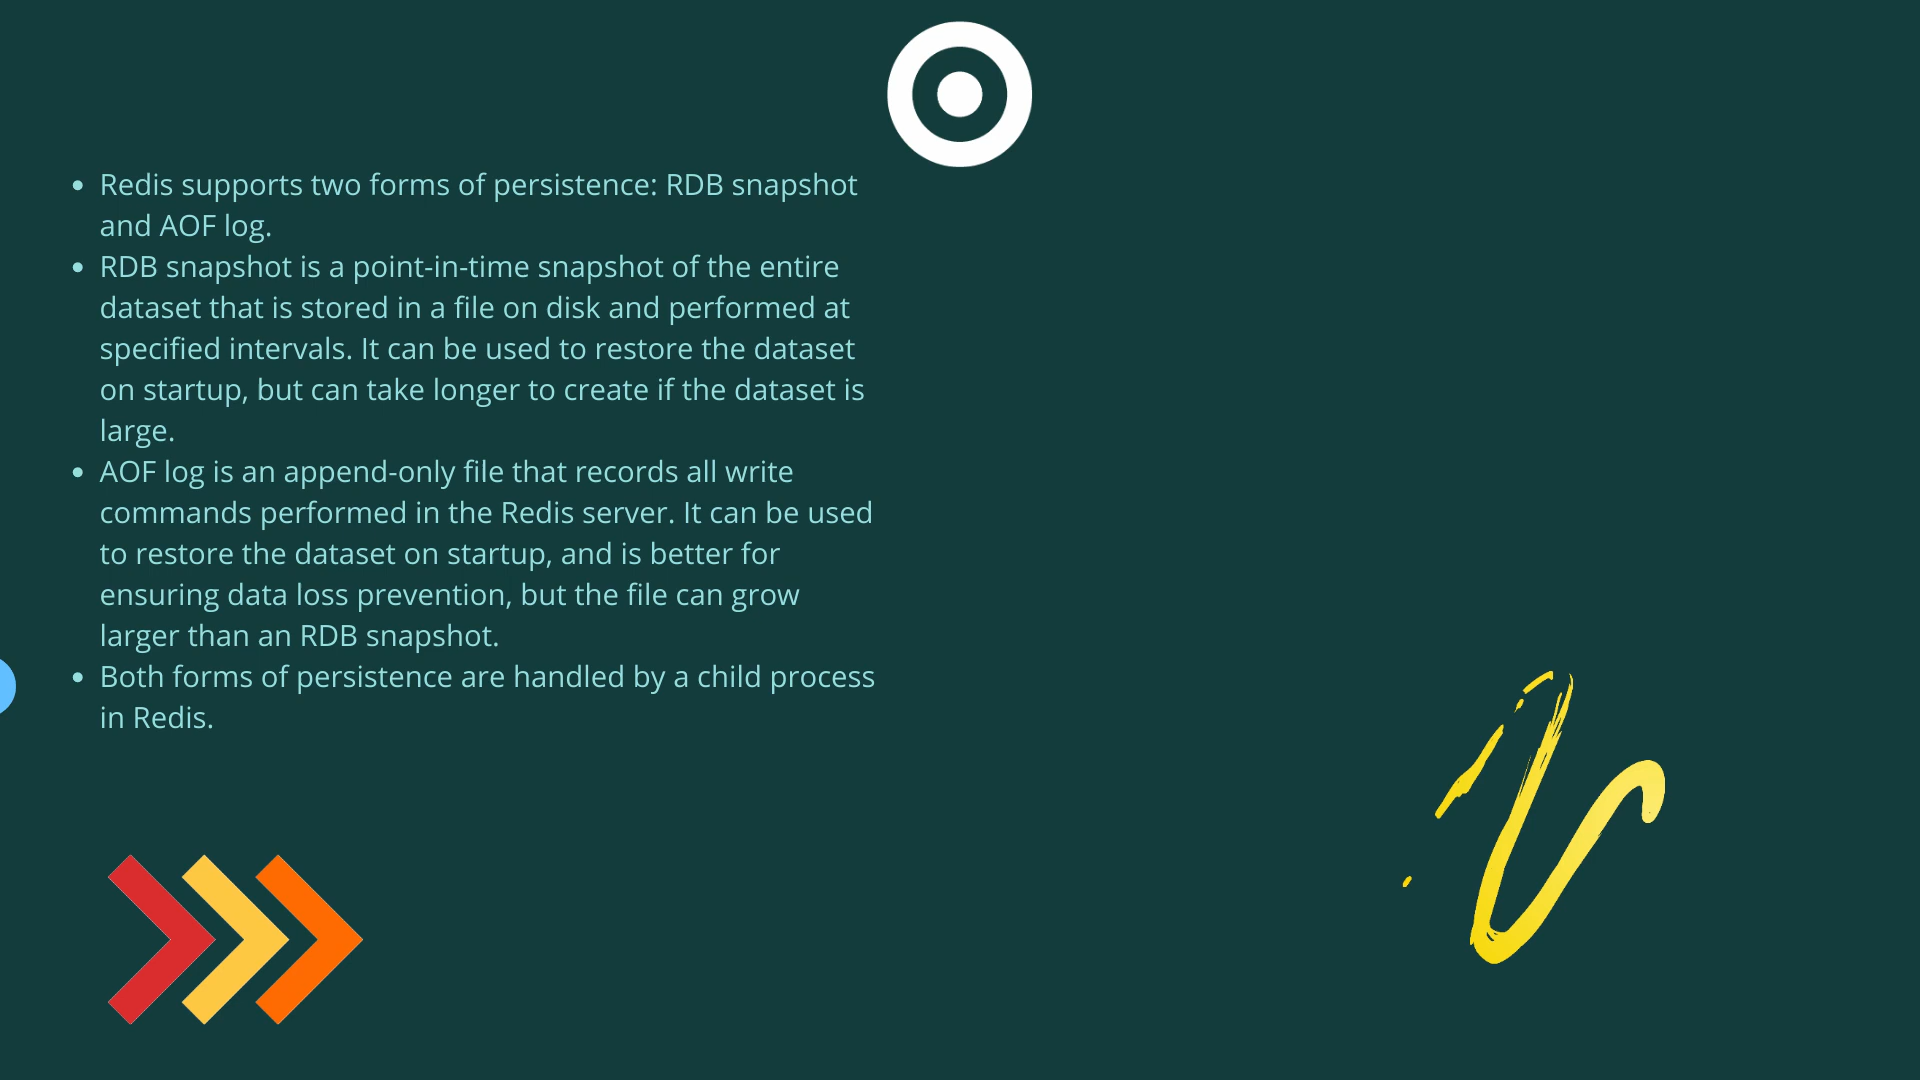 • Redis supports two forms of persistence: RDB snapshot
and AOF log.
• RDB snapshot is a point-in-time snapshot of the entire
dataset that is stored in a file on disk and performed at
specified intervals. It can be used to restore the dataset
on startup, but can take longer to create if the dataset is
large.
• AOF log is an append-only file that records all write
commands performed in the Redis server. It can be used
to restore the dataset on startup, and is better for
ensuring data loss prevention, but the file can grow
larger than an RDB snapshot.
• Both forms of persistence are handled by a child process
in Redis.